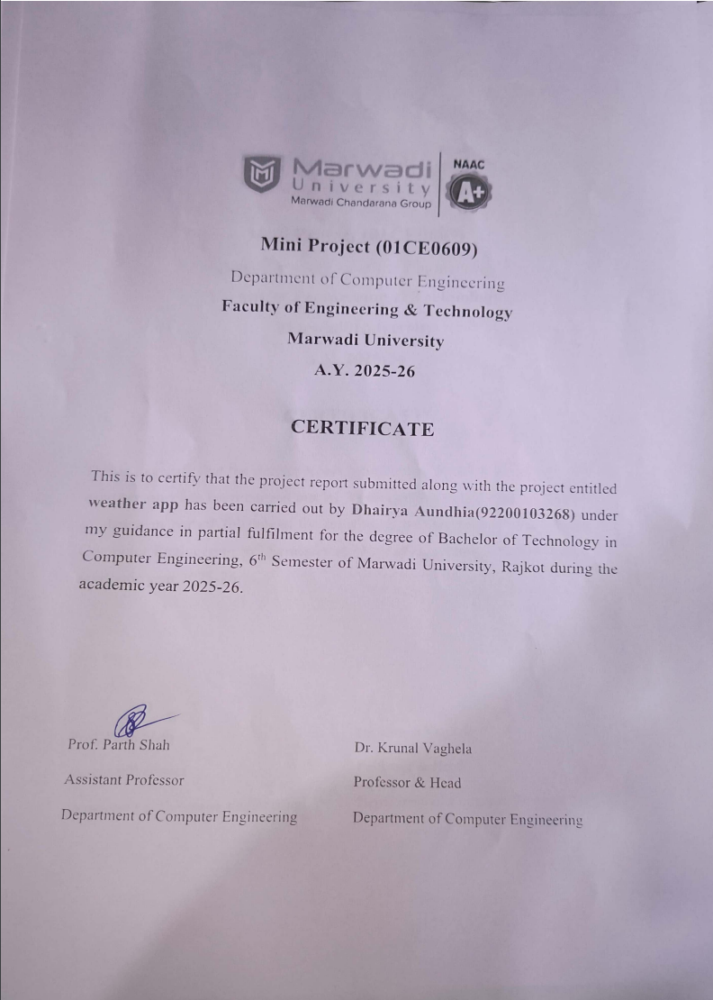 Marwadi
University
Marwadi Chandarana Group
NAAC
A+
Mini Project (01CE0609)
Department of Computer Engineering
Faculty of Engineering & Technology
Marwadi University
A.Y. 2025-26
CERTIFICATE
This is to certify that the project report submitted along with the project entitled
weather app has been carried out by Dhairya Aundhia(92200103268) under
my guidance in partial fulfilment for the degree of Bachelor of Technology in
Computer Engineering, 6th Semester of Marwadi University, Rajkot during the
academic year 2025-26.
Prof. Parth Shah
Assistant Professor
Department of Computer Engineering
Dr. Krunal Vaghela
Professor & Head
Department of Computer Engineering